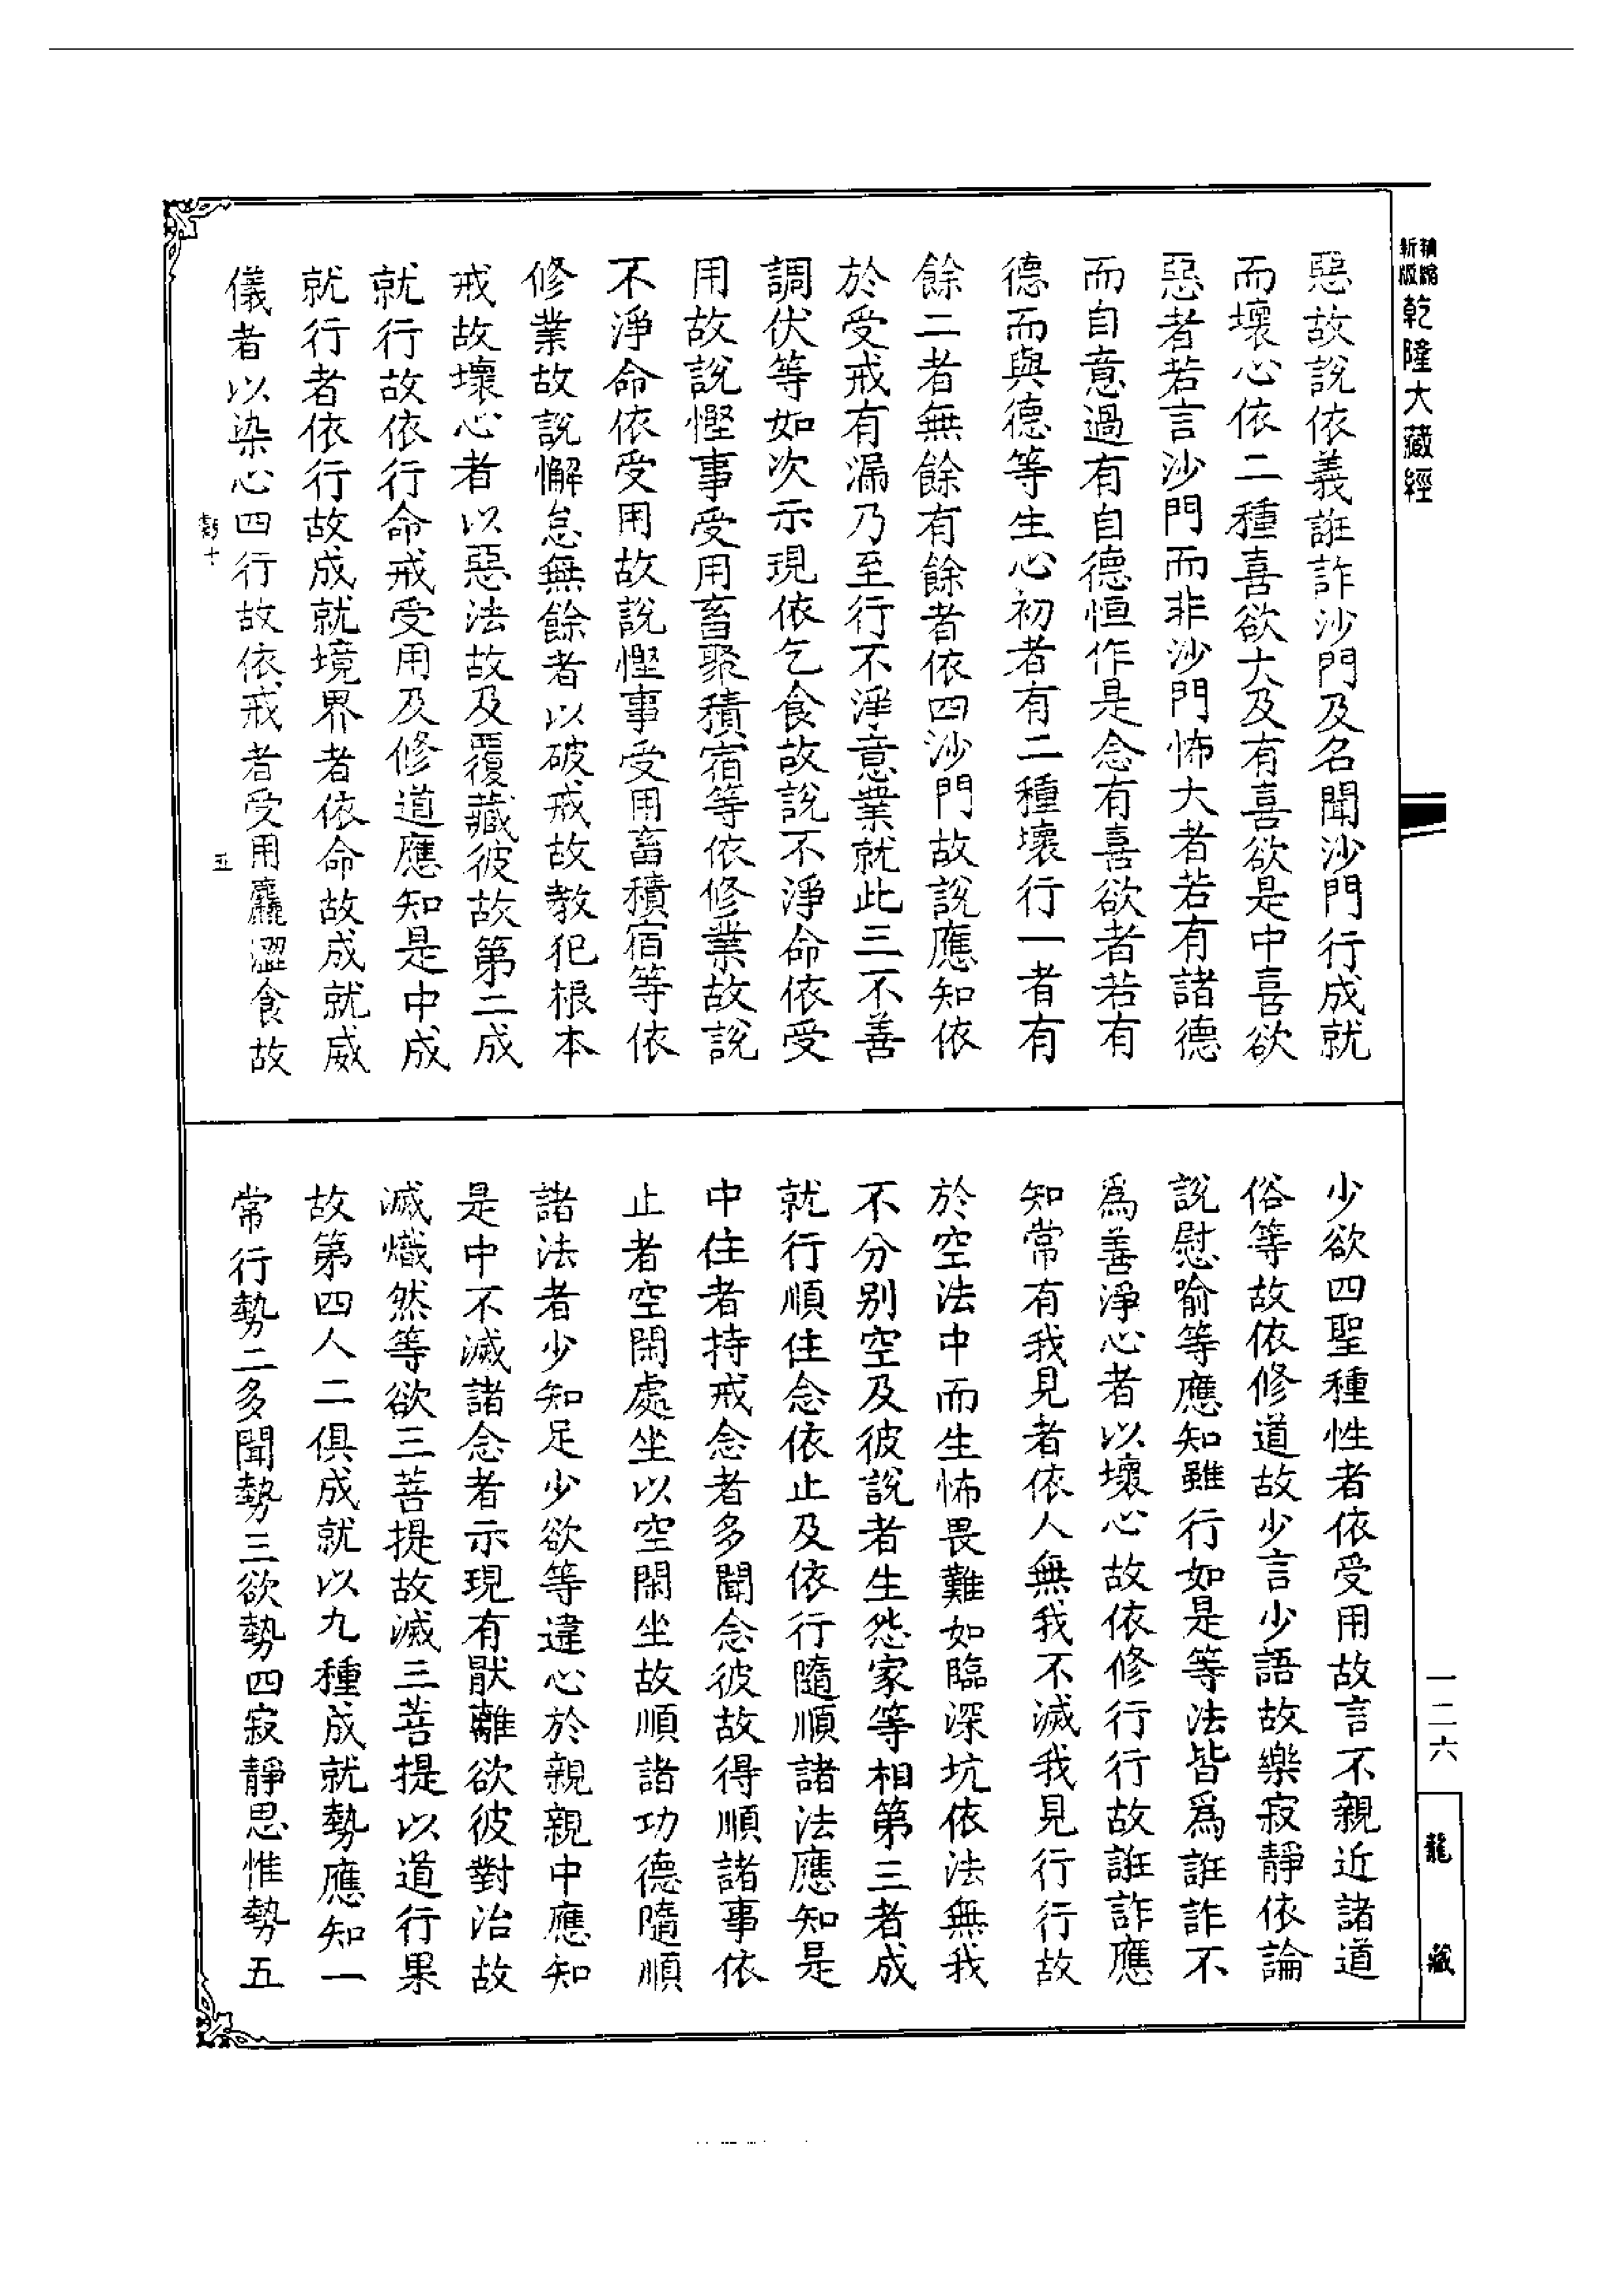 精縮
新版
乾隆大藏經
惡故說依義誑詐沙門及名聞沙門行成就
而壞心依二種喜欲大及有喜欲是中喜欲
惡者若言沙門而非沙門怖大者若有諸德
而自意過有自德恒作是念有喜欲者若有
德而與德等生心初者有二種壞行一者有
餘二者無餘有餘者依四沙門故說應知依
於受戒有漏乃至行不淨意業就此三不善
調伏等如次示現依乞食故說不淨命依受
用故說慳事受用畜聚積宿等依修業故說
不淨命依受用故說慳事受用畜積宿等依
修業故說懈怠無餘者以破戒故教犯根本
戒故壞心者以惡法故及覆藏彼故第二成
就行故依行命戒受用及修道應知是中成
就行者依行故成就境界者依命故成就威
儀者以染心四行故依戒者受用麤澀食故
十
五
少欲四聖種性者依受用故言不親近諸道
俗等故依修道故少言少語故樂寂靜依論
說慰喻等應知雖行如是等法皆爲誑詐不
爲善淨心者以壞心故依修行行故誑詐應
知常有我見者依人無我不滅我見行行故
於空法中而生怖畏難如臨深坑依法無我
不分別空及彼說者生怨家等相第三者成
就行順住念依止及依行隨順諸法應知是
中住者持戒念者多聞念彼故得順諸事依
止者空閑處坐以空閑坐故順諸功德隨順
諸法者少知足少欲等違心於親親中應知
是中不滅諸念者示現有猒離欲彼對治故
滅熾然等欲三菩提故滅三菩提以道行果
故第四人二俱成就以九種成就勢應知一
常行勢二多聞勢三欲勢四寂靜思惟勢五
一二六
龍
藏